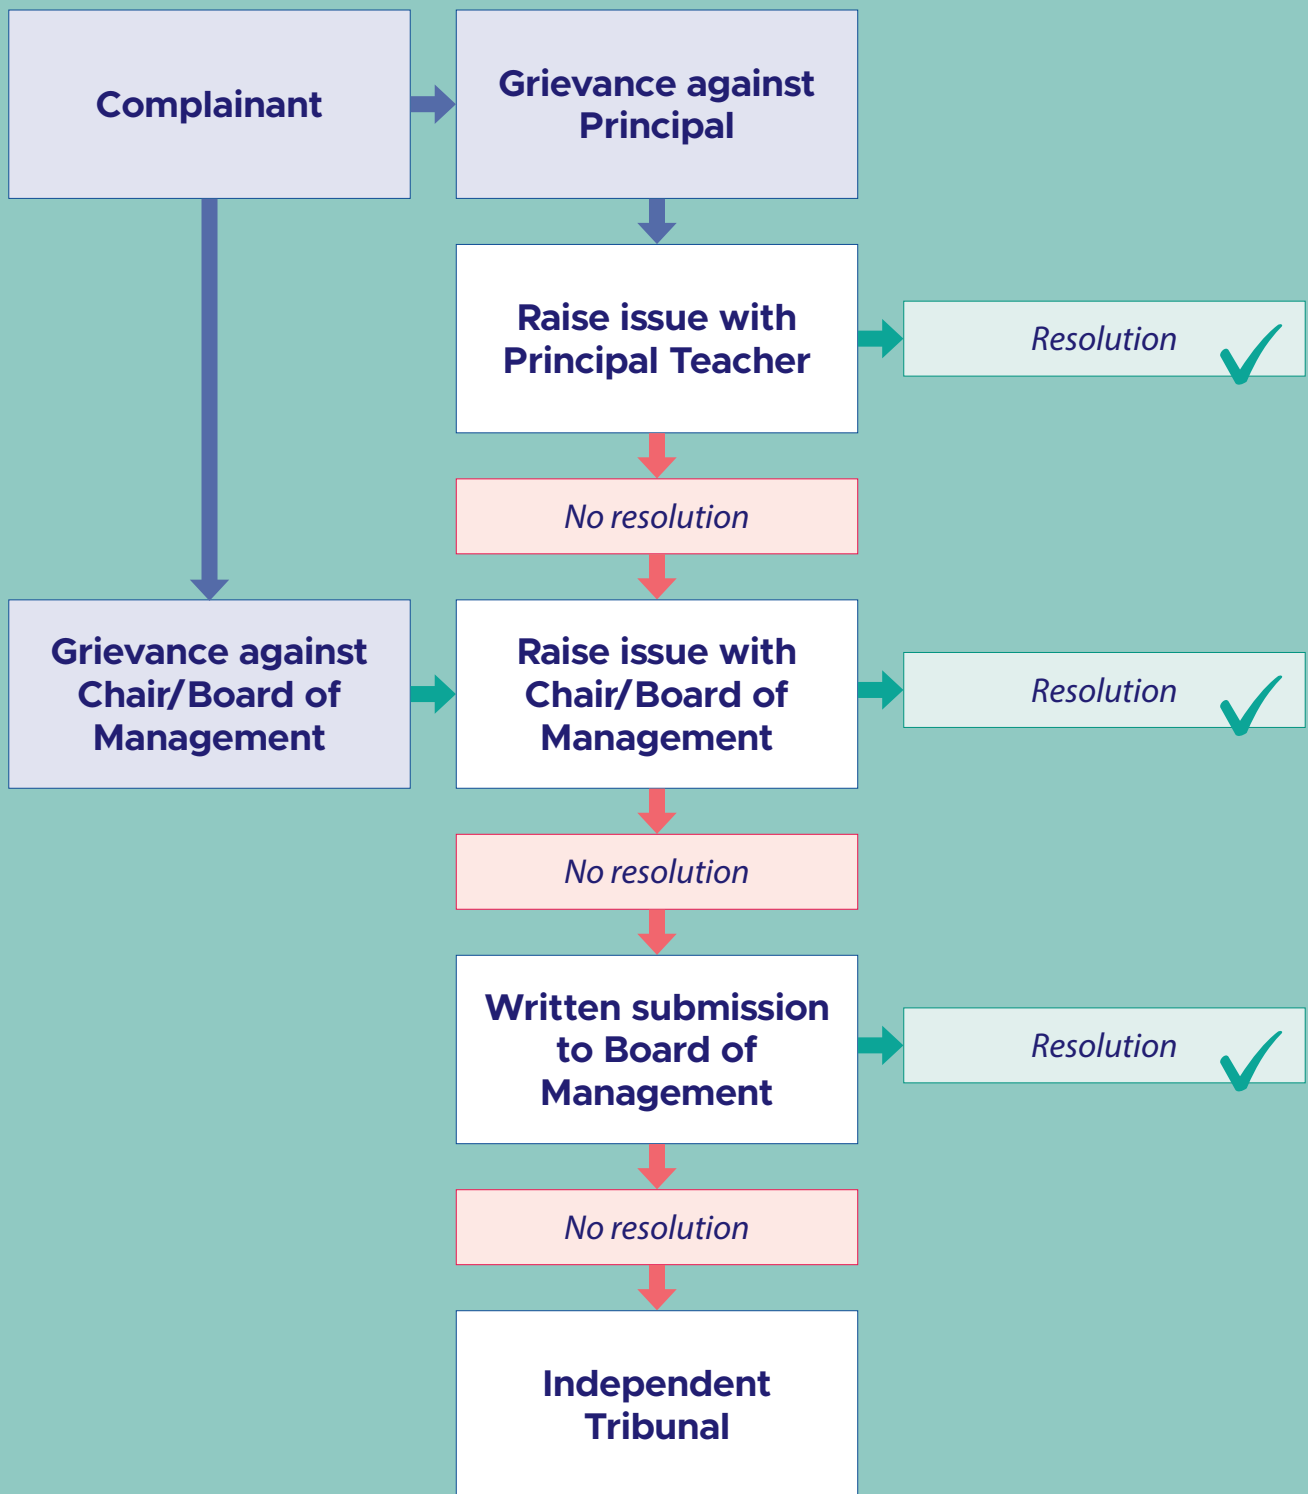 Complainant
Grievance against
Principal
Raise issue with
Principal Teacher
Resolution
No resolution
Grievance against
Chair/Board of
Management
Raise issue with
Chair/Board of
Management
Resolution
No resolution
Written submission
to Board of
Management
Resolution
No resolution
Independent
Tribunal